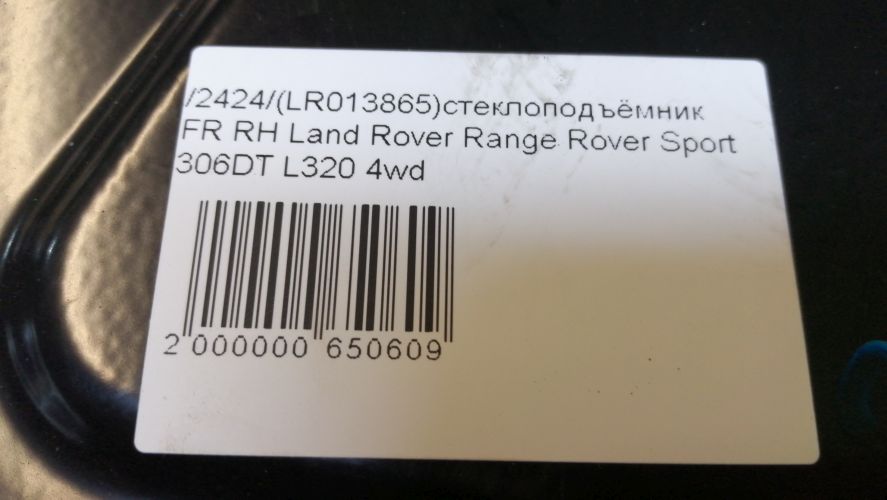 /2424/(LR013865)стеклоподъёмник
FR RH Land Rover Range Rover Sport
306DT L320 4wd
2 000000 650609